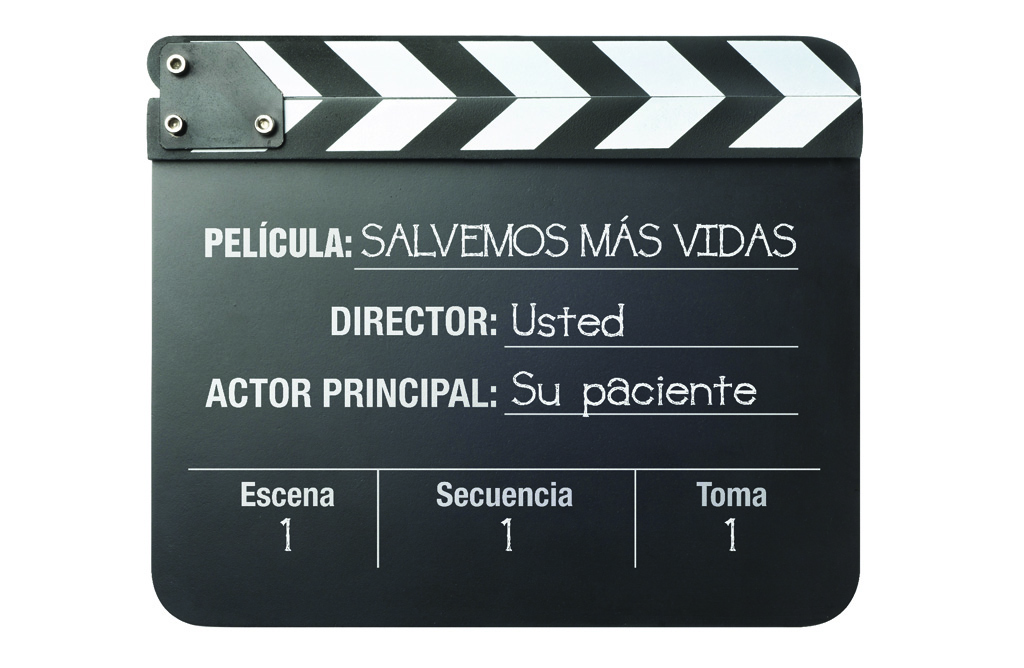 PELÍCULA: SALVEMOS MÁS VIDAS
DIRECTOR: Usted
ACTOR PRINCIPAL: Su paciente
Escena Secuencia Toma
1 1 1